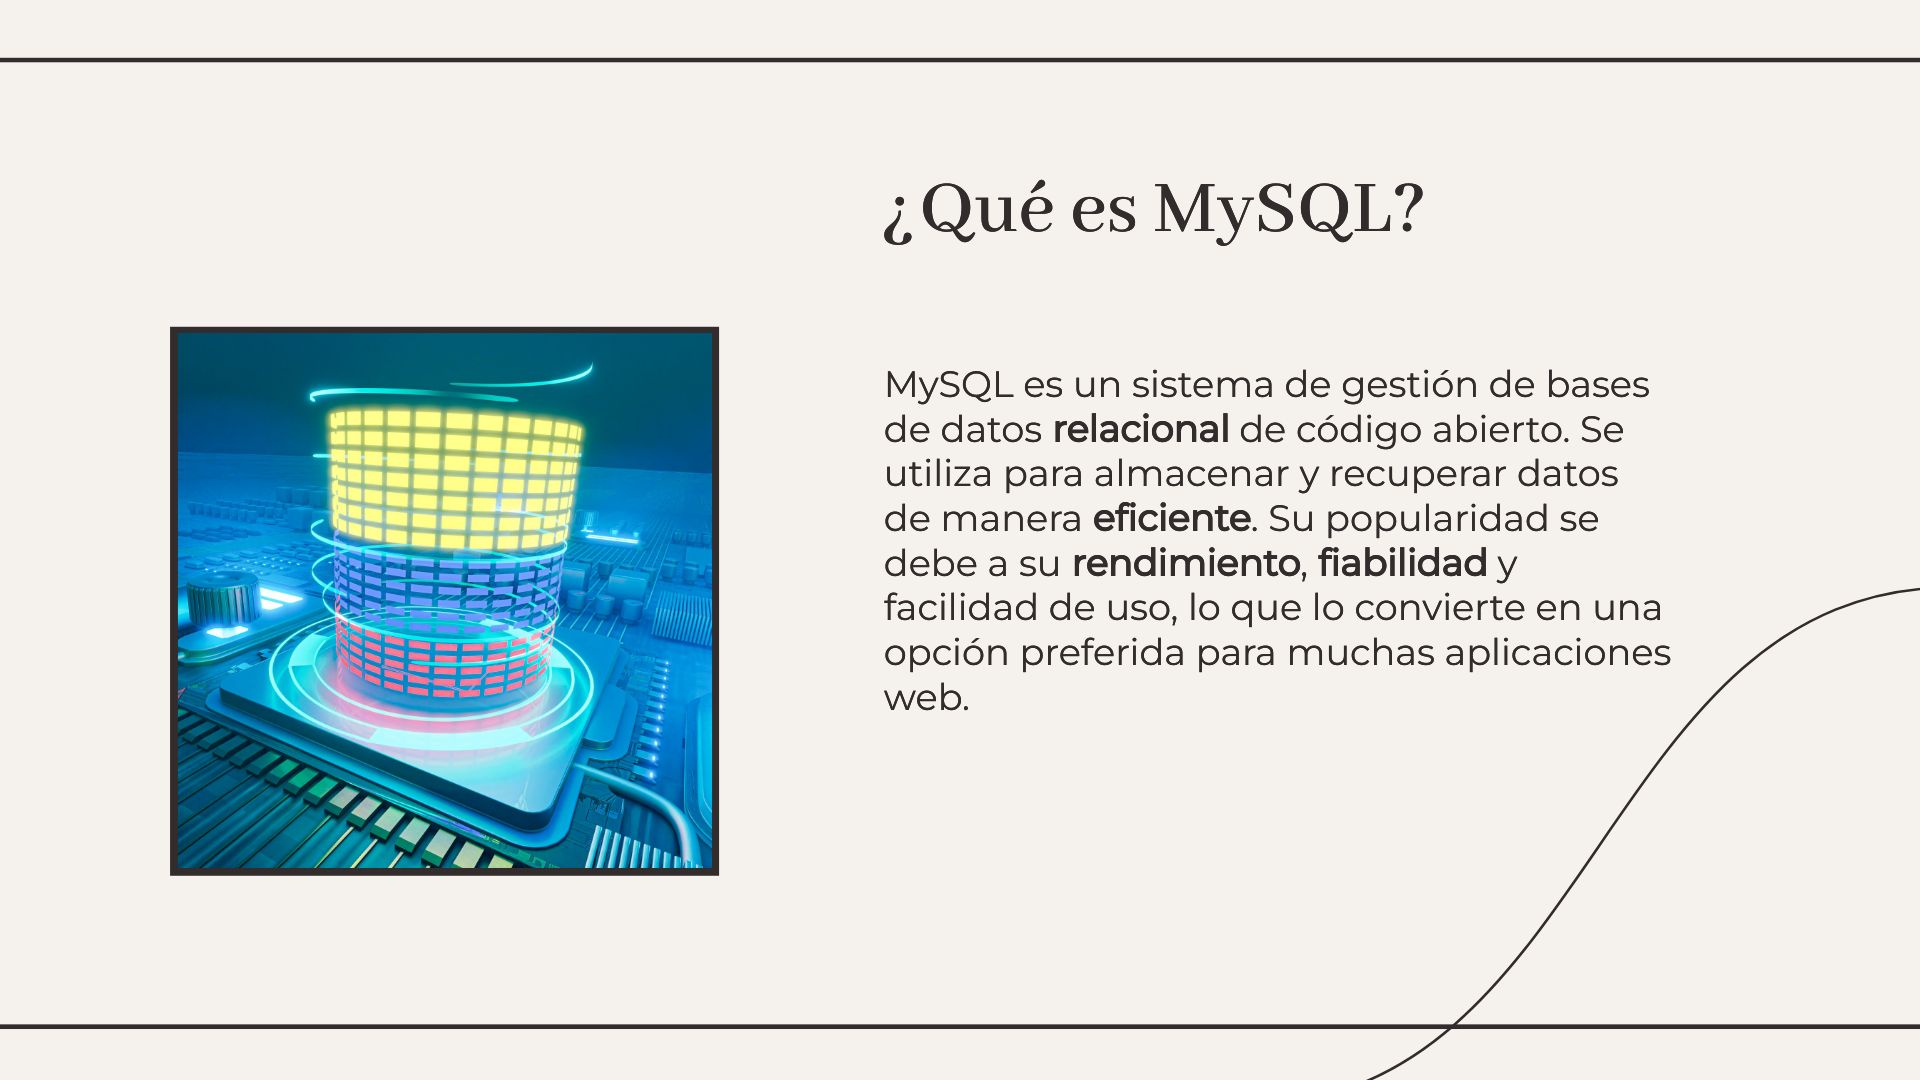 ¿Qué es MySQL?
MySQL es un sistema de gestión de bases
de datos relacional de código abierto. Se
utiliza para almacenar y recuperar datos
de manera eficiente. Su popularidad se
debe a su rendimiento, fiabilidad y
facilidad de uso, lo que lo convierte en una
opción preferida para muchas aplicaciones
web.